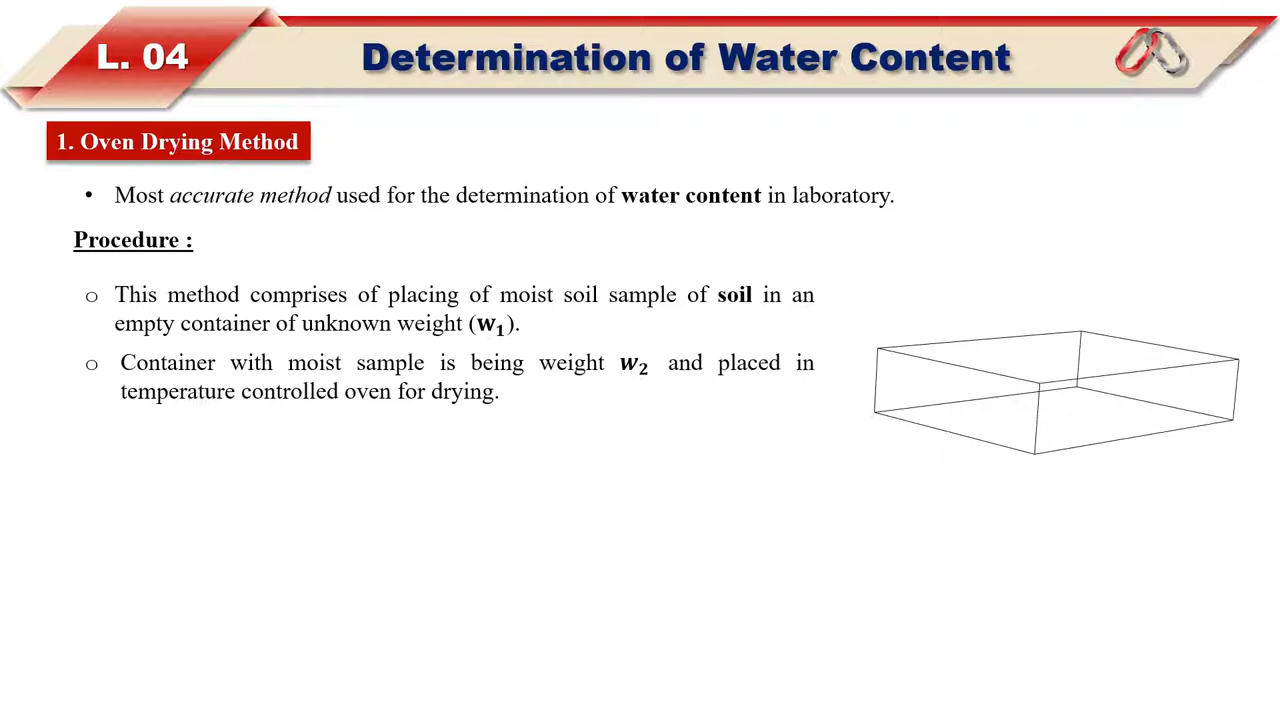 L. 04
Determination of Water Content
1. Oven Drying Method
• Most accurate method used for the determination of water content in laboratory.
Procedure :
o This method comprises of placing of moist soil sample of soil in an
empty container of unknown weight (w₁).
o Container with moist sample is being weight w₂ and placed in
temperature controlled oven for drying.